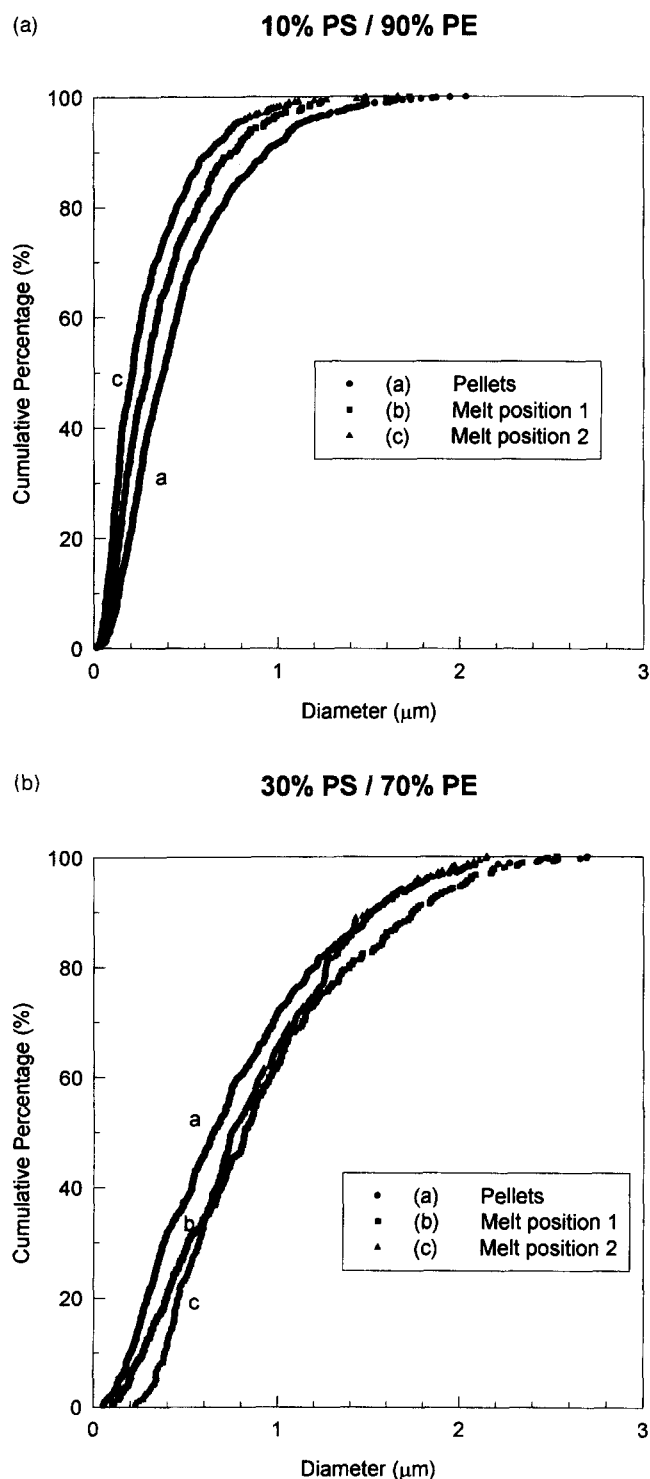 (a)
10% PS / 90% PE
100
80
60
40
20
0
Cumulative Percentage (%)
c
a
• (a) Pellets
▪ (b) Melt position 1
▲ (c) Melt position 2
0 1 2 3
Diameter (μm)
(b)
30% PS / 70% PE
100
80
60
40
20
0
Cumulative Percentage (%)
a
b
c
• (a) Pellets
▪ (b) Melt position 1
▲ (c) Melt position 2
0 1 2 3
Diameter (μm)